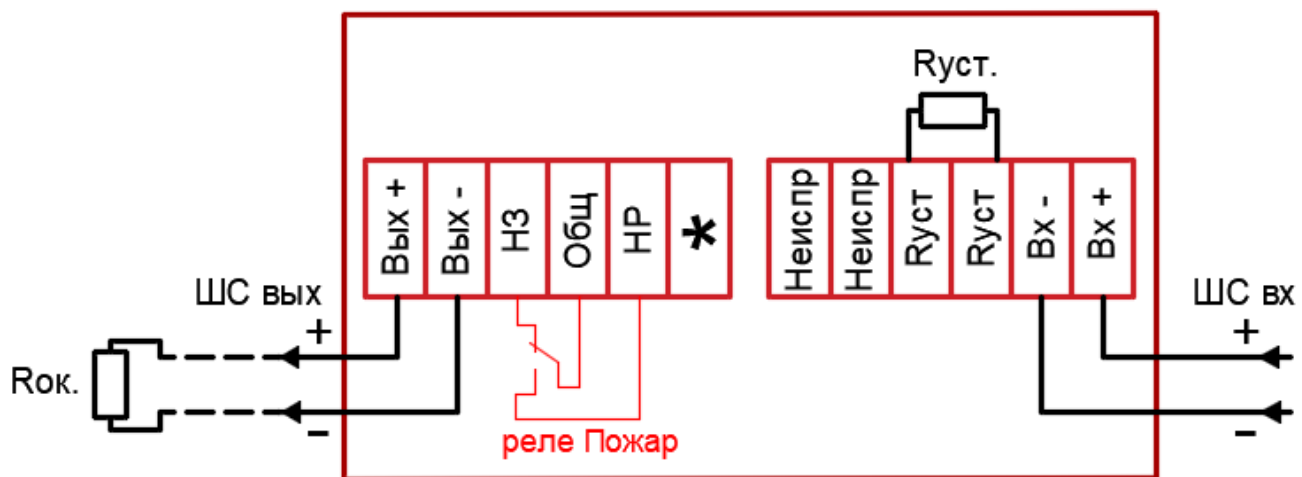 Rуст.
Вых +
Вых -
НЗ
Общ
НР
*
Неиспр
Неиспр
Rуст
Rуст
Вх -
Вх +
ШС вых
+
-
Rок.
реле Пожар
ШС вх
+
-